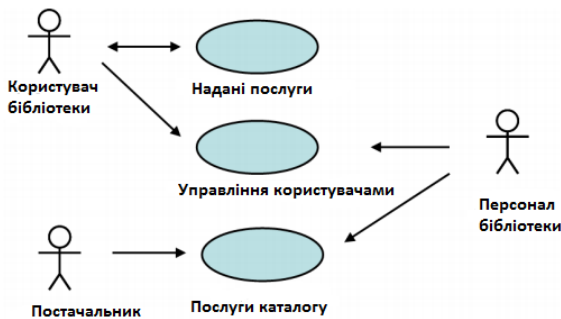 Користувач
бібліотеки
Надані послуги
Управління користувачами
Персонал
бібліотеки
Постачальник
Послуги каталогу